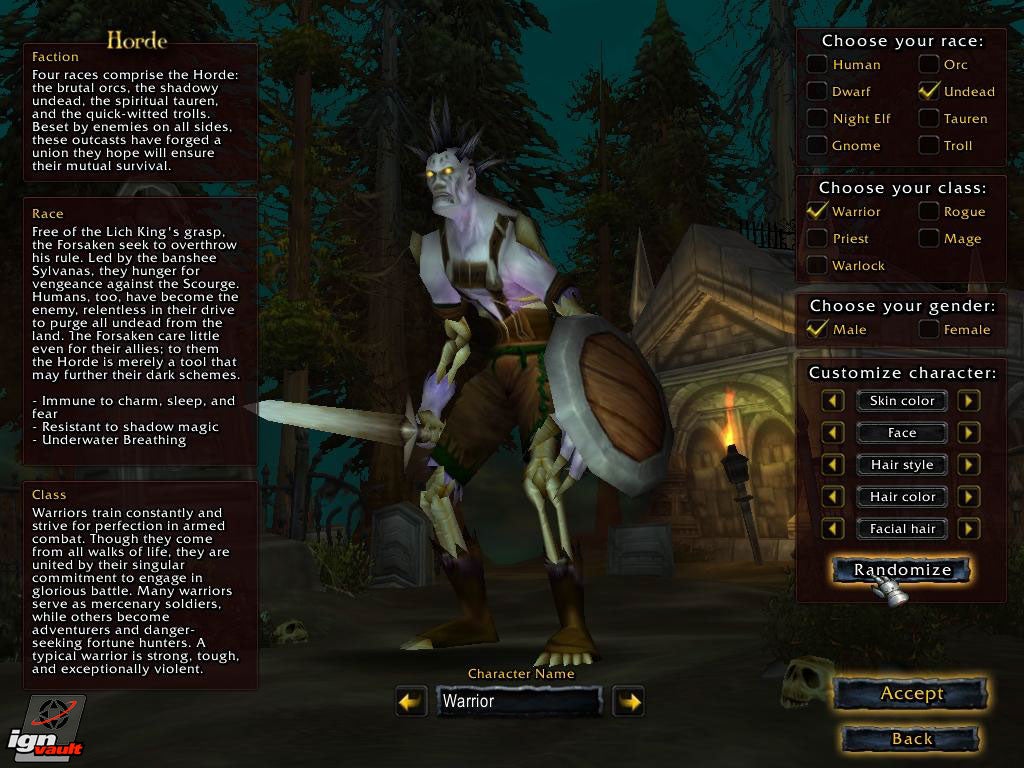 Horde
Faction
Four races comprise the Horde:
the brutal orcs, the shadowy
undead, the spiritual tauren,
and the quick-witted trolls.
Beset by enemies on all sides,
these outcasts have forged a
union they hope will ensure
their mutual survival.
Race
Free of the Lich King's grasp,
the Forsaken seek to overthrow
his rule. Led by the banshee
Sylvanas, they hunger for
vengeance against the Scourge.
Humans, too, have become the
enemy, relentless in their drive
to purge all undead from the
land. The Forsaken care little
even for their allies; to them
the Horde is merely a tool that
may further their dark schemes.
- Immune to charm, sleep, and
fear
- Resistant to shadow magic
- Underwater Breathing
Class
Warriors train constantly and
strive for perfection in armed
combat. Though they come
from all walks of life, they are
united by their singular
commitment to engage in
glorious battle. Many warriors
serve as mercenary soldiers,
while others become
adventurers and danger-
seeking fortune hunters. A
typical warrior is strong, tough,
and exceptionally violent.
ign
vault
Character Name
Warrior
Choose your race:
Human Orc
Dwarf Undead
Night Elf Tauren
Gnome Troll
Choose your class:
Warrior Rogue
Priest Mage
Warlock
Choose your gender:
Male Female
Customize character:
Skin color
Face
Hair style
Hair color
Facial hair
Randomize
Accept
Back